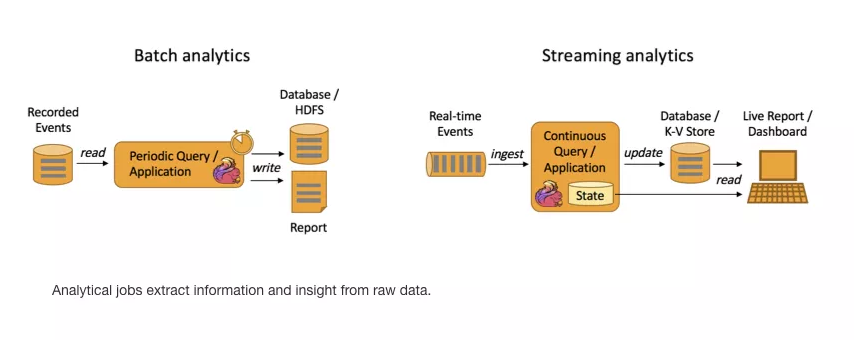 Batch analytics
Recorded
Events
read
Periodic Query /
Application
write
Database /
HDFS
Report
Streaming analytics
Real-time
Events
ingest
Continuous
Query /
Application
State
update
Database /
K-V Store
read
Live Report /
Dashboard
Analytical jobs extract information and insight from raw data.